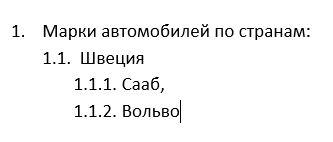 1. Марки автомобилей по странам:
1.1. Швеция
1.1.1. Сааб,
1.1.2. Вольво